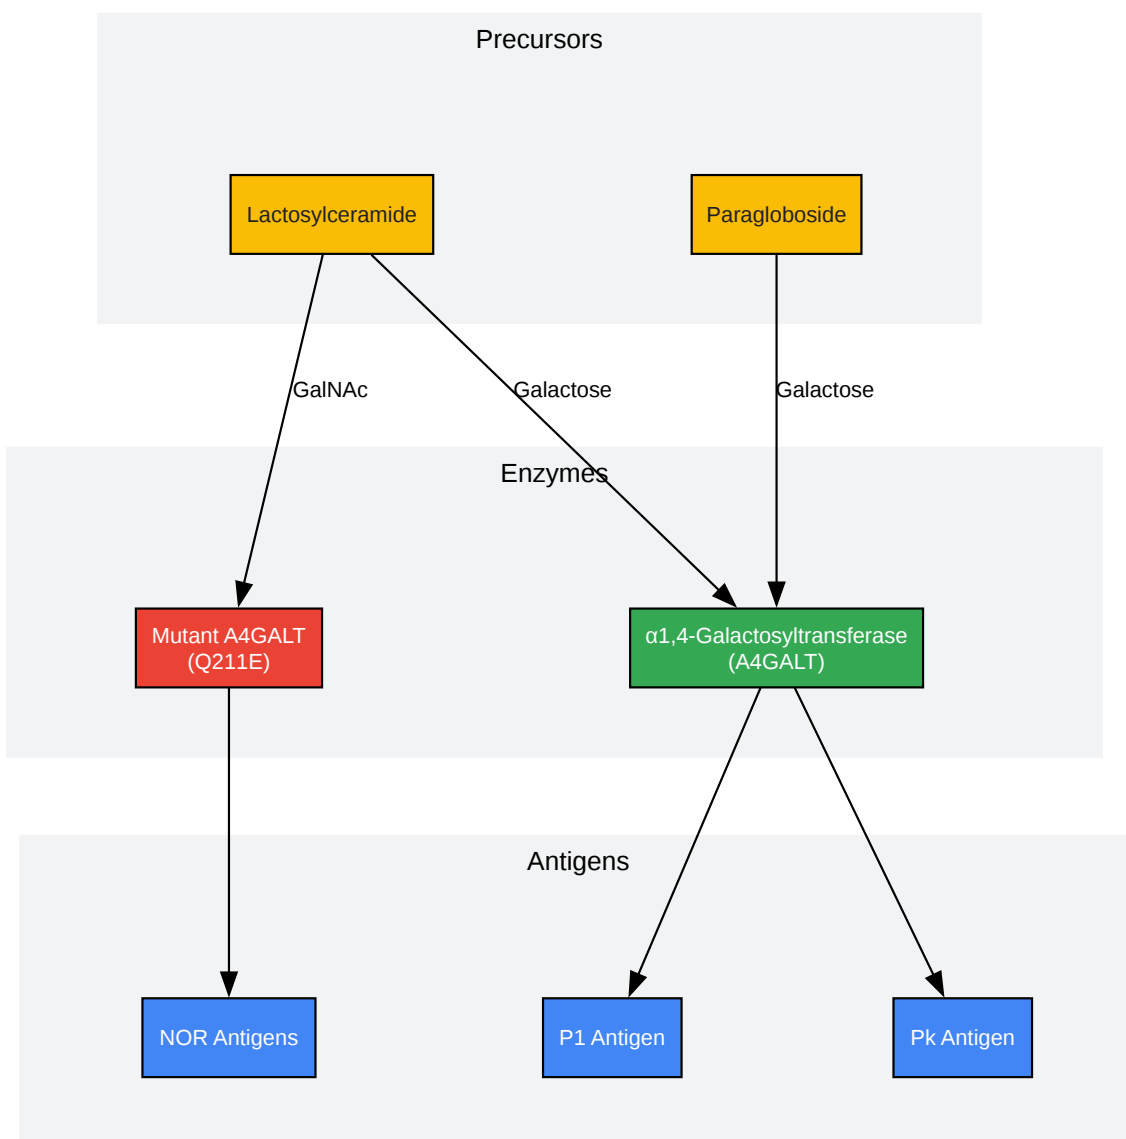 Precursors
Lactosylceramide
Paragloboside
GalNAc
Galactose
Galactose
Enzymes
Mutant A4GALT
(Q211E)
α1,4-Galactosyltransferase
(A4GALT)
Antigens
NOR Antigens
P1 Antigen
Pk Antigen